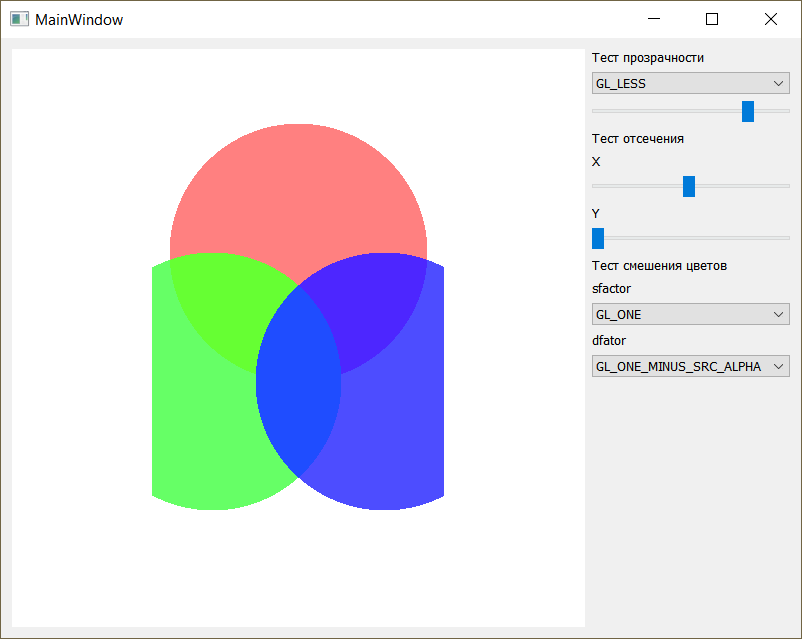 MainWindow
Тест прозрачности
GL_LESS
Тест отсечения
X
Y
Тест смешения цветов
sfactor
GL_ONE
dfator
GL_ONE_MINUS_SRC_ALPHA